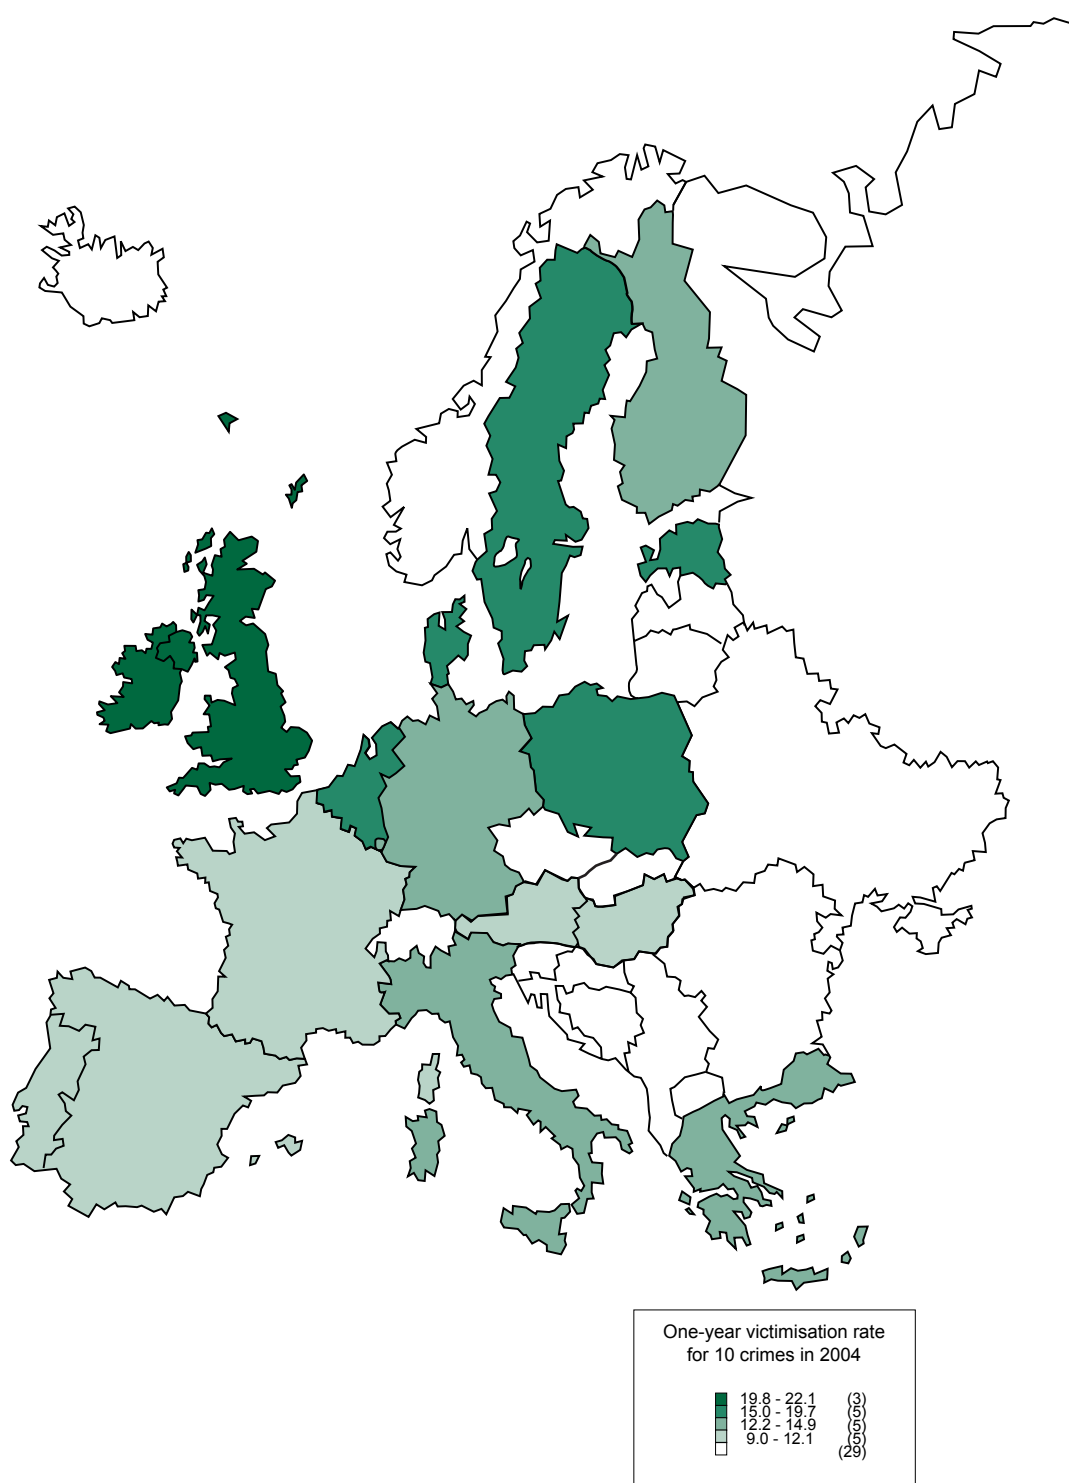 One-year victimisation rate
for 10 crimes in 2004
19.8 - 22.1 (3)
15.0 - 19.7 (5)
12.2 - 14.9 (5)
9.0 - 12.1 (5)
(29)